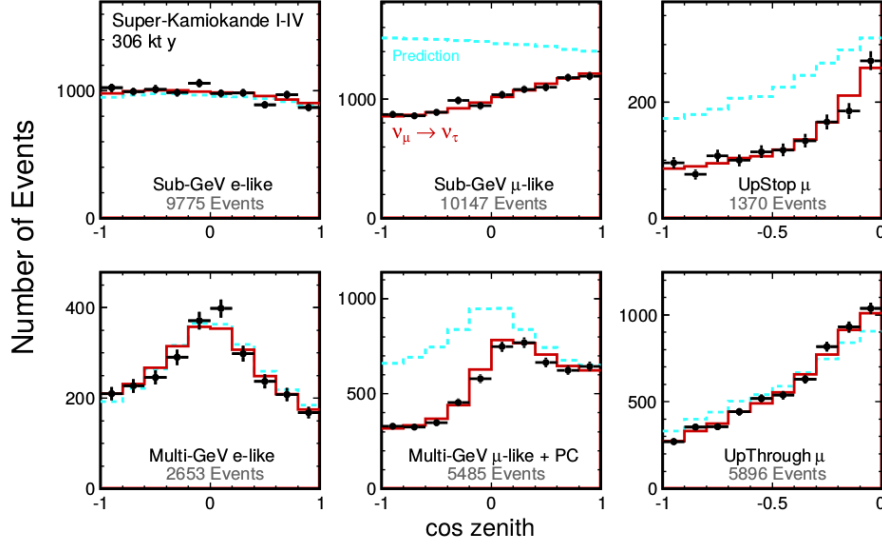 Number of Events
Super-Kamiokande I-IV
306 kt y
1000
0
Sub-GeV e-like
9775 Events
-1
0
1
1000
0
Prediction
νμ → ντ
Sub-GeV μ-like
10147 Events
-1
0
1
200
0
UpStop μ
1370 Events
-1
-0.5
0
400
200
0
Multi-GeV e-like
2653 Events
-1
0
1
1000
500
0
Multi-GeV μ-like + PC
5485 Events
-1
0
1
1000
500
0
UpThrough μ
5896 Events
-1
-0.5
0
cos zenith